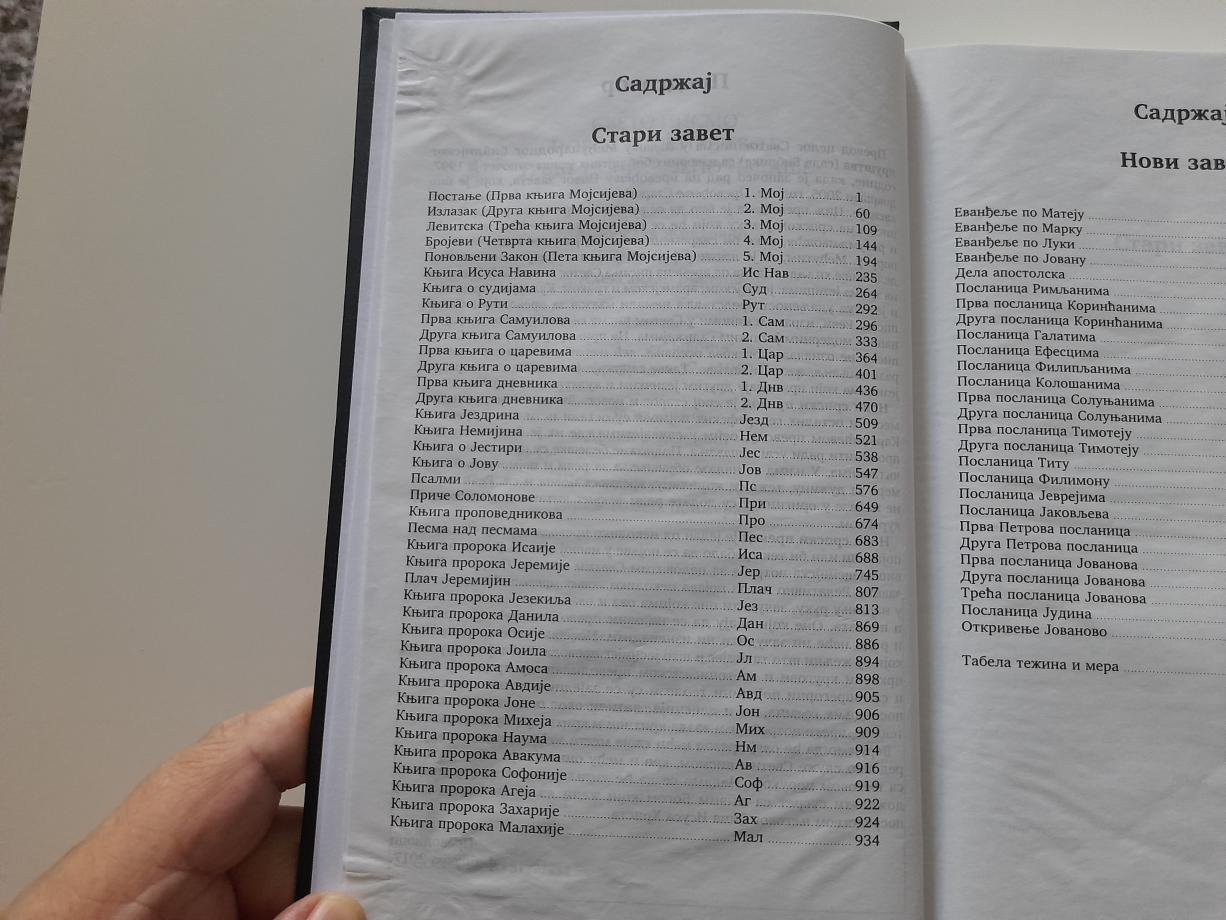 Садржај
Стари завет
Постање (Прва књига Мојсијева) 1. Мој 1
Излазак (Друга књига Мојсијева) 2. Мој 60
Левитска (Трећа књига Мојсијева) 3. Мој 109
Бројеви (Четврта књига Мојсијева) 4. Мој 144
Поновљени Закон (Пета књига Мојсијева) 5. Мој 194
Књига Исуса Навина Ис Нав 235
Књига о судијама Суд 264
Књига о Рути Рут 292
Прва књига Самуилова 1. Сам 296
Друга књига Самуилова 2. Сам 333
Прва књига о царевима 1. Цар 364
Друга књига о царевима 2. Цар 401
Прва књига дневника 1. Днв 436
Друга књига дневника 2. Днв 470
Књига Јездрина Језд 509
Књига Немијина Нем 521
Књига о Јестири Јес 538
Књига о Јову Јов 547
Псалми Пс 576
Приче Соломонове При 649
Књига проповедникова Про 674
Песма над песмама Пес 683
Књига пророка Исаије Иса 688
Књига пророка Јеремије Јер 745
Плач Јеремијин Плач 807
Књига пророка Језекиља Јез 813
Књига пророка Данила Дан 869
Књига пророка Осије Ос 886
Књига пророка Јоила Јл 894
Књига пророка Амоса Ам 898
Књига пророка Авдије Авд 905
Књига пророка Јоне Јон 906
Књига пророка Михеја Мих 909
Књига пророка Наума Нм 914
Књига пророка Авакума Ав 916
Књига пророка Софоније Соф 919
Књига пророка Агеја Аг 922
Књига пророка Захарије Зах 924
Књига пророка Малахије Мал 934
Садржај
Нови зав
Еванђеље по Матеју
Еванђеље по Марку
Еванђеље по Луки
Еванђеље по Јовану
Дела апостолска
Посланица Римљанима
Прва посланица Коринћанима
Друга посланица Коринћанима
Посланица Галатима
Посланица Ефесцима
Посланица Филипљанима
Посланица Колошанима
Прва посланица Солуњанима
Друга посланица Солуњанима
Прва посланица Тимотеју
Друга посланица Тимотеју
Посланица Титу
Посланица Филимону
Посланица Јеврејима
Посланица Јаковљева
Прва Петрова посланица
Друга Петрова посланица
Прва посланица Јованова
Друга посланица Јованова
Трећа посланица Јованова
Посланица Јудина
Откривење Јованово
Табела тежина и мера